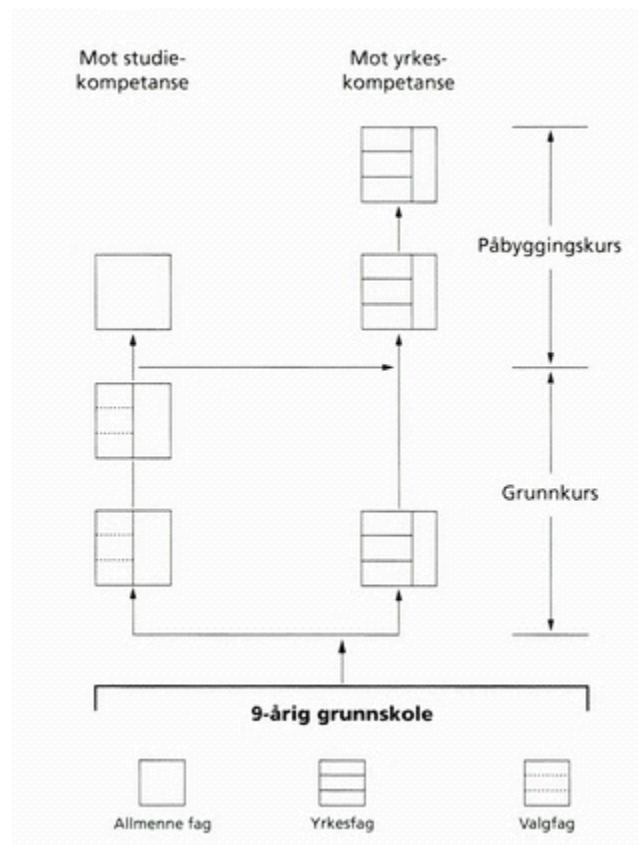 Mot studie-
kompetanse
Mot yrkes-
kompetanse
Påbyggingskurs
Grunnkurs
9-årig grunnskole
Allmenne fag
Yrkesfag
Valgfag